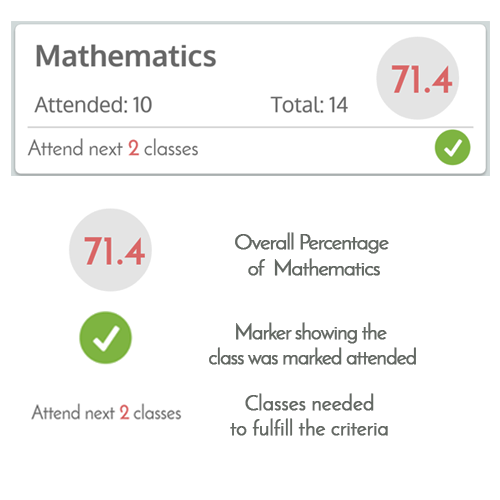 Mathematics
71.4
Attended: 10 Total: 14
Attend next 2 classes
71.4
Overall Percentage
of Mathematics
Marker showing the
class was marked attended
Attend next 2 classes
Classes needed
to fulfill the criteria